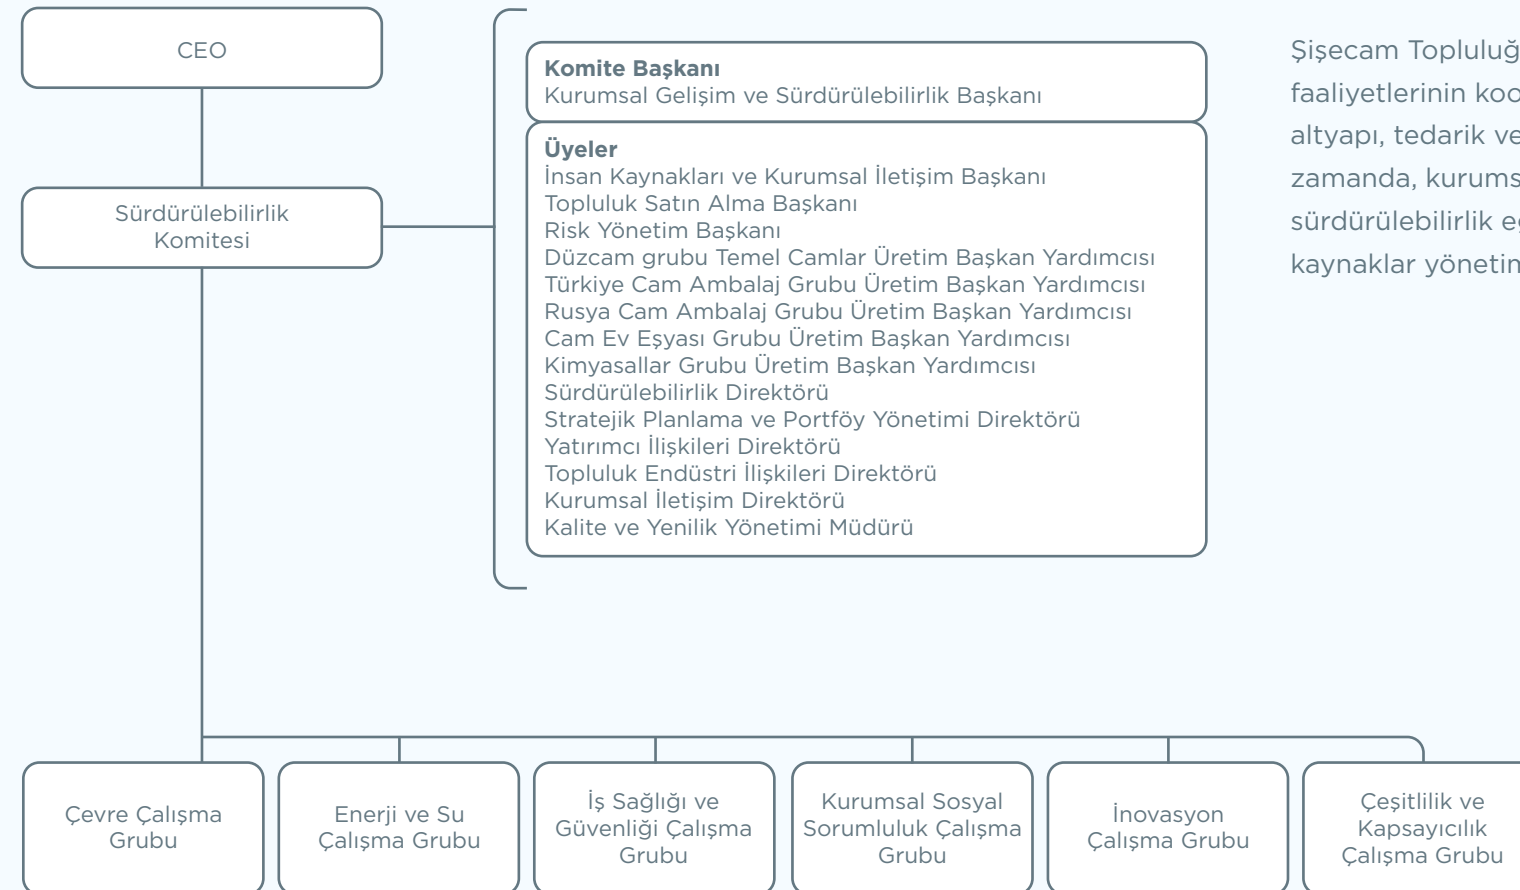 CEO
Sürdürülebilirlik
Komitesi
Komite Başkanı
Kurumsal Gelişim ve Sürdürülebilirlik Başkanı
Üyeler
İnsan Kaynakları ve Kurumsal İletişim Başkanı
Topluluk Satın Alma Başkanı
Risk Yönetim Başkanı
Düzcam grubu Temel Camlar Üretim Başkan Yardımcısı
Türkiye Cam Ambalaj Grubu Üretim Başkan Yardımcısı
Rusya Cam Ambalaj Grubu Üretim Başkan Yardımcısı
Cam Ev Eşyası Grubu Üretim Başkan Yardımcısı
Kimyasallar Grubu Üretim Başkan Yardımcısı
Sürdürülebilirlik Direktörü
Stratejik Planlama ve Portföy Yönetimi Direktörü
Yatırımcı İlişkileri Direktörü
Topluluk Endüstri İlişkileri Direktörü
Kurumsal İletişim Direktörü
Kalite ve Yenilik Yönetimi Müdürü
Şişecam
faaliyetlerinin
altyapı, tedarik ve
zamanda,
sürdürülebilirlik
kaynaklar
Çevre Çalışma
Grubu
Enerji ve Su
Çalışma Grubu
İş Sağlığı ve
Güvenliği Çalışma
Grubu
Kurumsal Sosyal
Sorumluluk Çalışma
Grubu
İnovasyon
Çalışma Grubu
Çeşitlilik ve
Kapsayıcılık
Çalışma Grubu